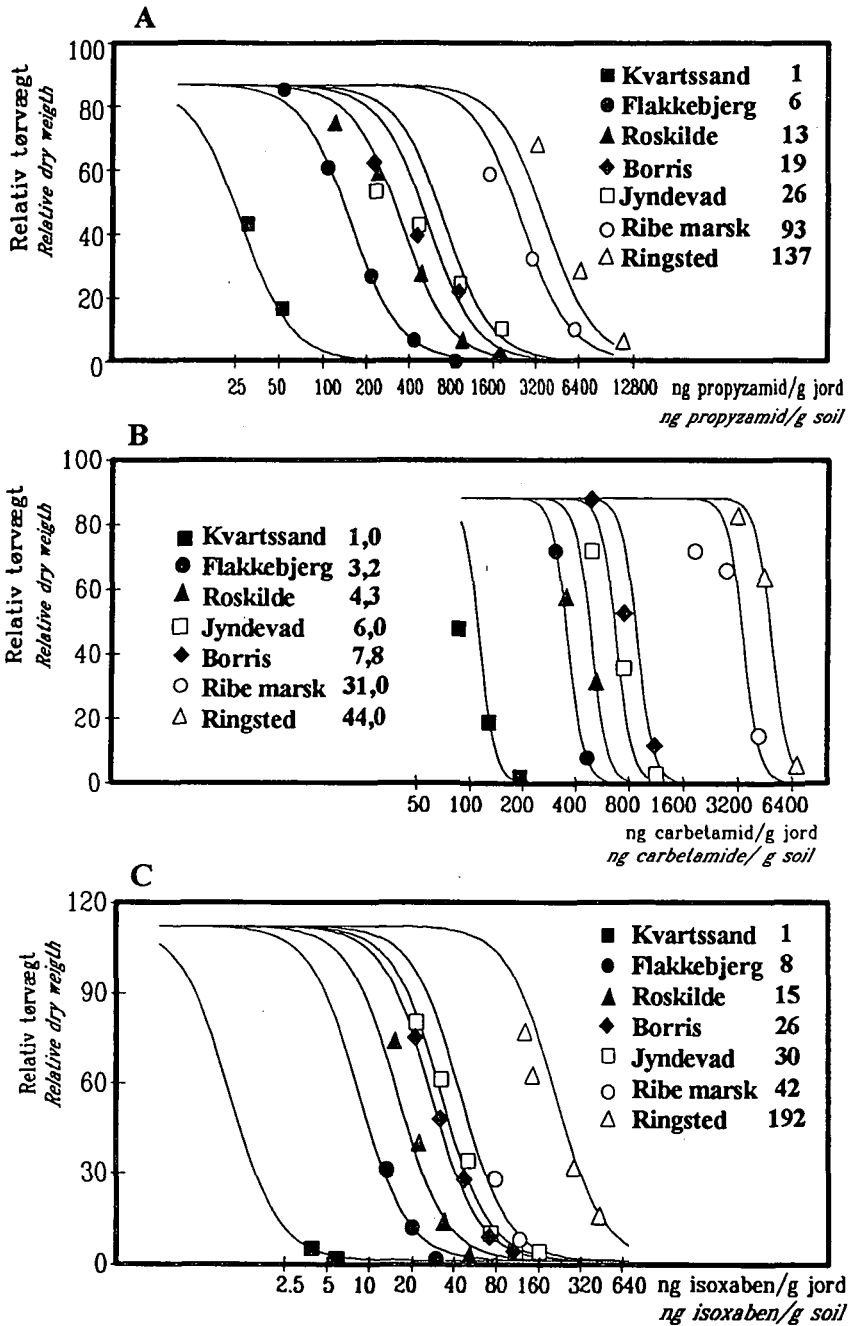 A
Relativ tørvægt
Relative dry weigth
100
80
60
40
20
0
Kvartssand 1
Flakkebjerg 6
Roskilde 13
Borris 19
Jyndevad 26
Ribe marsk 93
Ringsted 137
25 50 100 200 400 800 1600 3200 6400 12800 ng propyzamid/g jord
ng propyzamid/g soil
B
Relativ tørvægt
Relative dry weigth
100
80
60
40
20
0
Kvartssand 1,0
Flakkebjerg 3,2
Roskilde 4,3
Jyndevad 6,0
Borris 7,8
Ribe marsk 31,0
Ringsted 44,0
50 100 200 400 800 1600 3200 6400
ng carbetamid/g jord
ng carbetamide/g soil
C
Relativ tørvægt
Relative dry weigth
120
90
60
30
0
Kvartssand 1
Flakkebjerg 8
Roskilde 15
Borris 26
Jyndevad 30
Ribe marsk 42
Ringsted 192
2.5 5 10 20 40 80 160 320 640 ng isoxaben/g jord
ng isoxaben/g soil